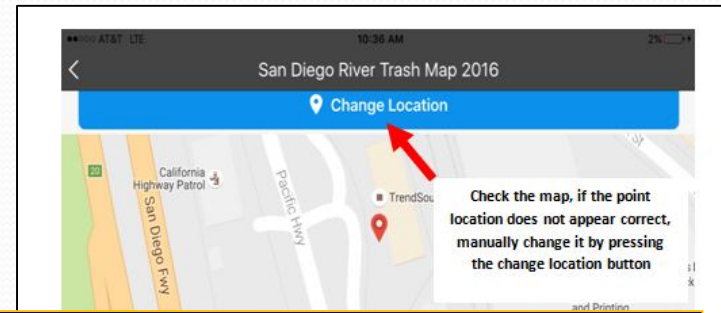 AT&T LTE
10:36 AM
2%
San Diego River Trash Map 2016
Change Location
20
California
Highway Patrol
San Diego Fwy
Pacific Hwy
St
TrendSou
Check the map, if the point
location does not appear correct,
manually change it by pressing
the change location button
and Printing